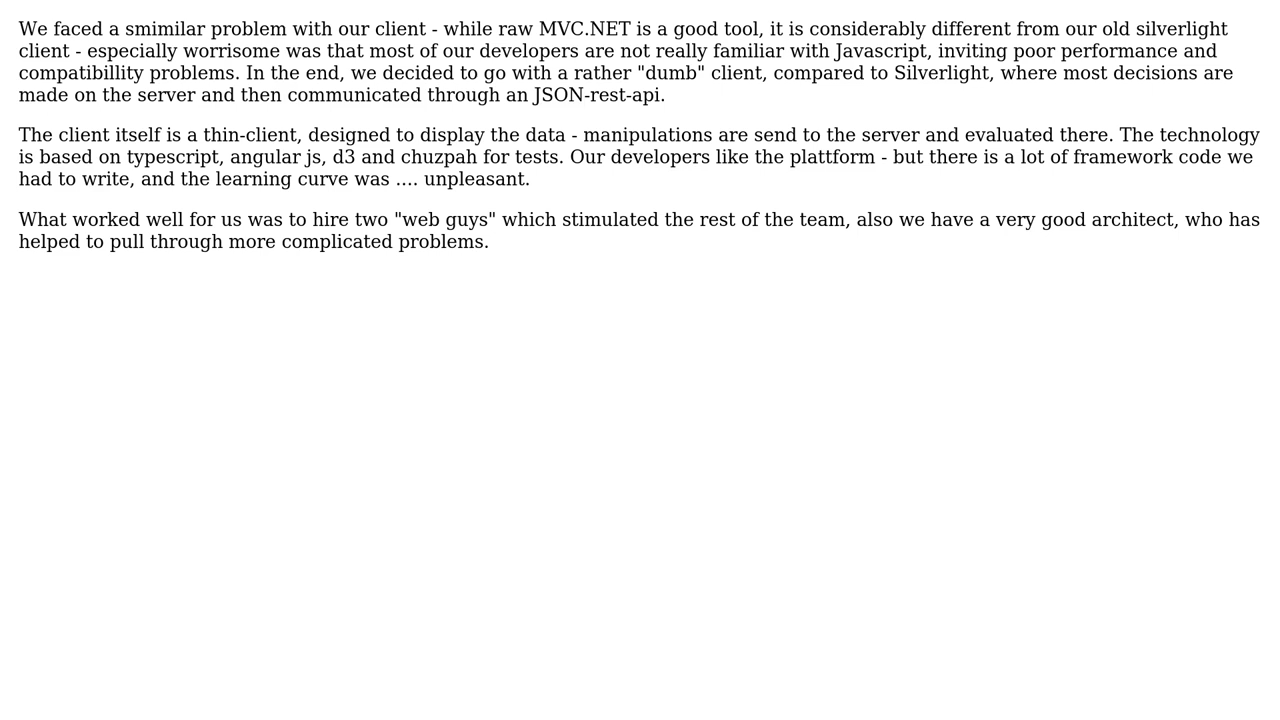 We faced a smimilar problem with our client - while raw MVC.NET is a good tool, it is considerably different from our old silverlight
client - especially worrisome was that most of our developers are not really familiar with Javascript, inviting poor performance and
compatibillity problems. In the end, we decided to go with a rather "dumb" client, compared to Silverlight, where most decisions are
made on the server and then communicated through an JSON-rest-api.
The client itself is a thin-client, designed to display the data - manipulations are send to the server and evaluated there. The technology
is based on typescript, angular js, d3 and chuzpah for tests. Our developers like the plattform - but there is a lot of framework code we
had to write, and the learning curve was .... unpleasant.
What worked well for us was to hire two "web guys" which stimulated the rest of the team, also we have a very good architect, who has
helped to pull through more complicated problems.